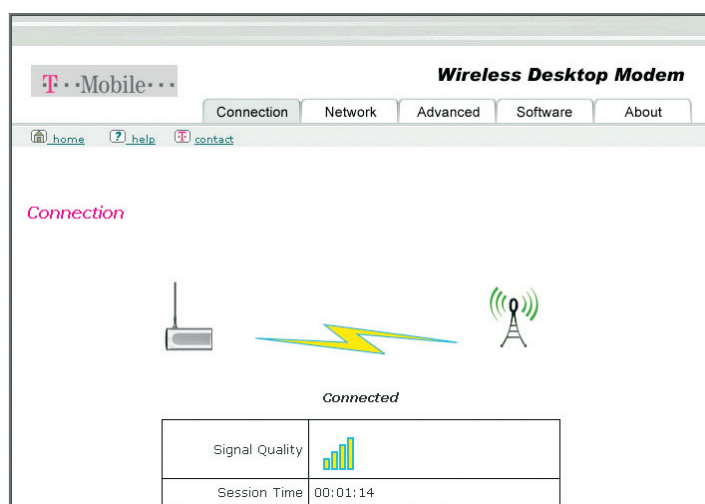 Wireless Desktop Modem
T··Mobile···
Connection Network Advanced Software About
home ? help T contact
Connection
Connected
Signal Quality
Session Time 00:01:14